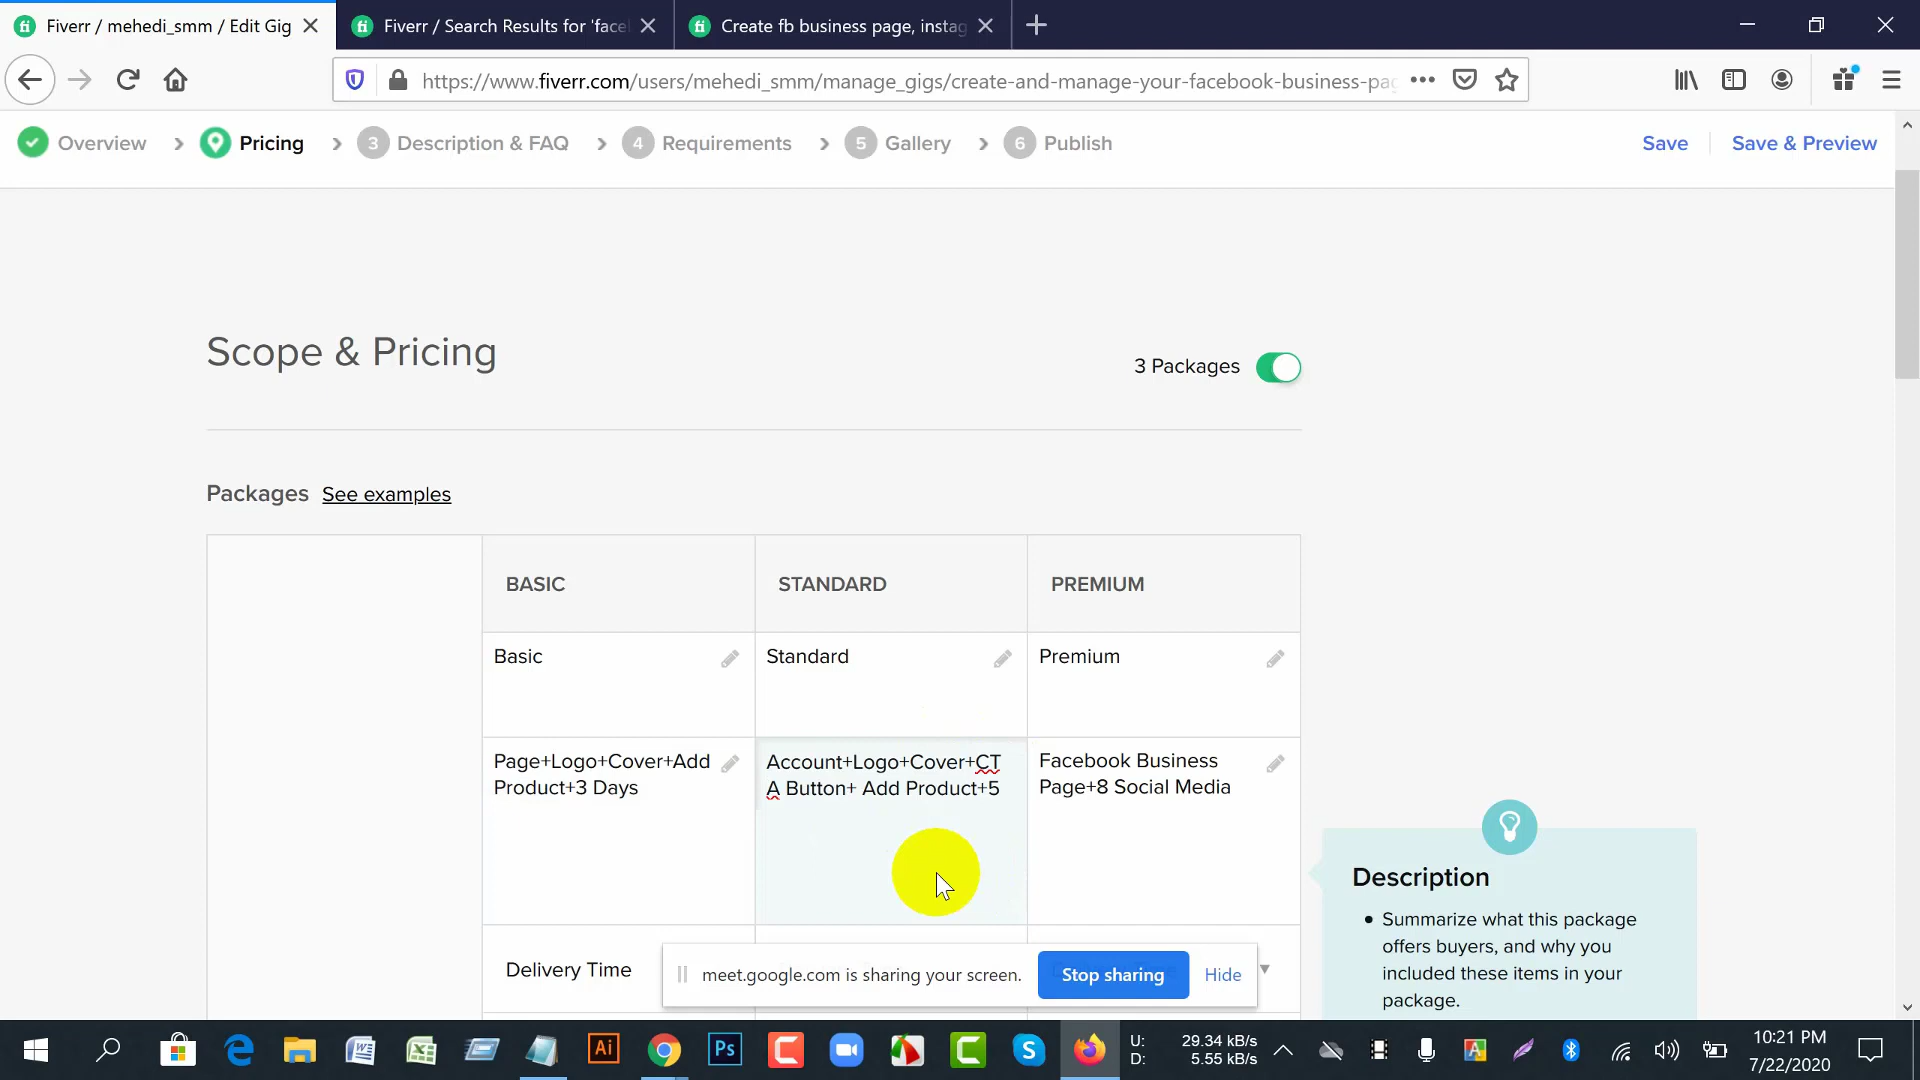 Fiverr / mehedi_smm / Edit Gig
Fiverr / Search Results for 'face
Create fb business page, instag
https://www.fiverr.com/users/mehedi_smm/manage_gigs/create-and-manage-your-facebook-business-pag
Overview
Pricing
3 Description & FAQ
4 Requirements
5 Gallery
6 Publish
Save
Save & Preview
Scope & Pricing
3 Packages
Packages See examples
BASIC STANDARD PREMIUM
Basic Standard Premium
Page+Logo+Cover+Add
Product+3 Days
Account+Logo+Cover+CT
A Button+ Add Product+5
Facebook Business
Page+8 Social Media
Description
Summarize what this package
offers buyers, and why you
included these items in your
package.
Delivery Time
meet.google.com is sharing your screen.
Stop sharing
Hide
U: 29.34 kB/s
D: 5.55 kB/s
10:21 PM
7/22/2020